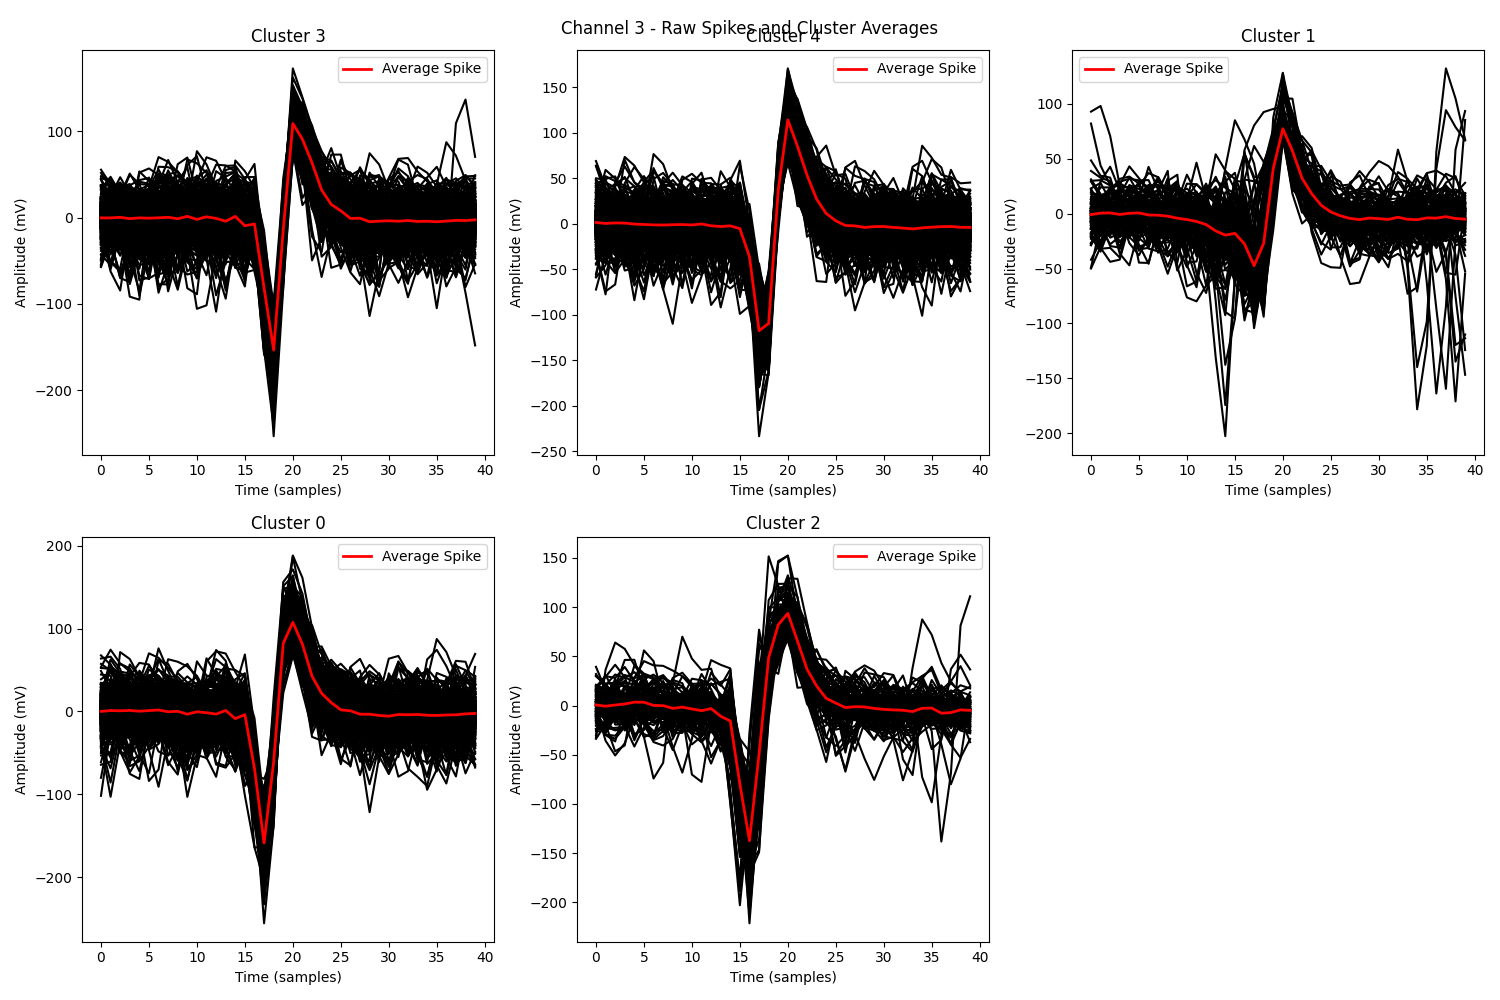 Channel 3 - Raw Spikes and Cluster Averages
Cluster 3
Average Spike
Amplitude (mV)
100
0
−100
−200
0 5 10 15 20 25 30 35 40
Time (samples)
Cluster 4
Average Spike
Amplitude (mV)
150
100
50
0
−50
−100
−150
−200
−250
0 5 10 15 20 25 30 35 40
Time (samples)
Cluster 1
Average Spike
Amplitude (mV)
100
50
0
−50
−100
−150
−200
0 5 10 15 20 25 30 35 40
Time (samples)
Cluster 0
Average Spike
Amplitude (mV)
200
100
0
−100
−200
0 5 10 15 20 25 30 35 40
Time (samples)
Cluster 2
Average Spike
Amplitude (mV)
150
100
50
0
−50
−100
−150
−200
0 5 10 15 20 25 30 35 40
Time (samples)